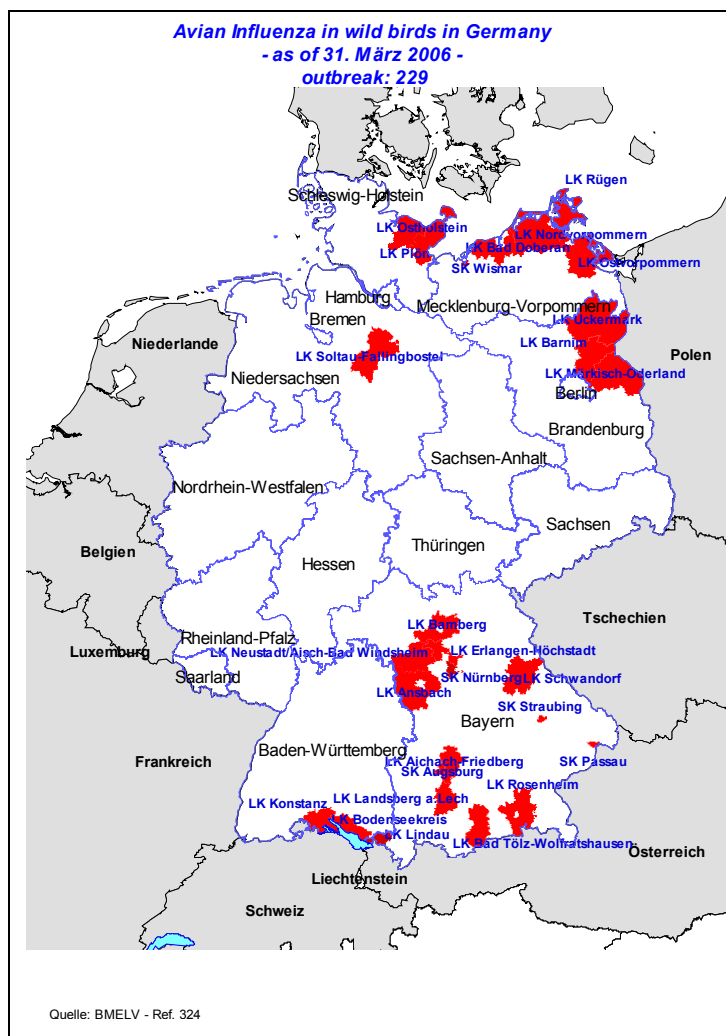 Avian Influenza in wild birds in Germany
- as of 31. März 2006 -
outbreak: 229
LK Rügen
Schleswig-Holstein
LK Ostholstein
LK Nordvorpommern
LK Bad Doberan
LK Plön
SK Wismar
LK Ostvorpommern
Hamburg
Mecklenburg-Vorpommern
Bremen
LK Uckermark
Niederlande
LK Barnim
LK Soltau-Fallingbostel
Polen
Niedersachsen
LK Märkisch-Oderland
Berlin
Brandenburg
Sachsen-Anhalt
Nordrhein-Westfalen
Sachsen
Belgien
Thüringen
Hessen
Tschechien
LK Bamberg
Rheinland-Pfalz
Luxemburg
LK Neustadt/Aisch-Bad Windsheim
LK Erlangen-Höchstadt
Saarland
SK Nürnberg
LK Schwandorf
LK Ansbach
SK Straubing
Bayern
Baden-Württemberg
Frankreich
LK Aichach-Friedberg
SK Passau
SK Augsburg
LK Rosenheim
LK Konstanz
LK Landsberg a.Lech
LK Bodenseekreis
LK Lindau
LK Bad Tölz-Wolfratshausen
Österreich
Liechtenstein
Schweiz
Quelle: BMELV - Ref. 324